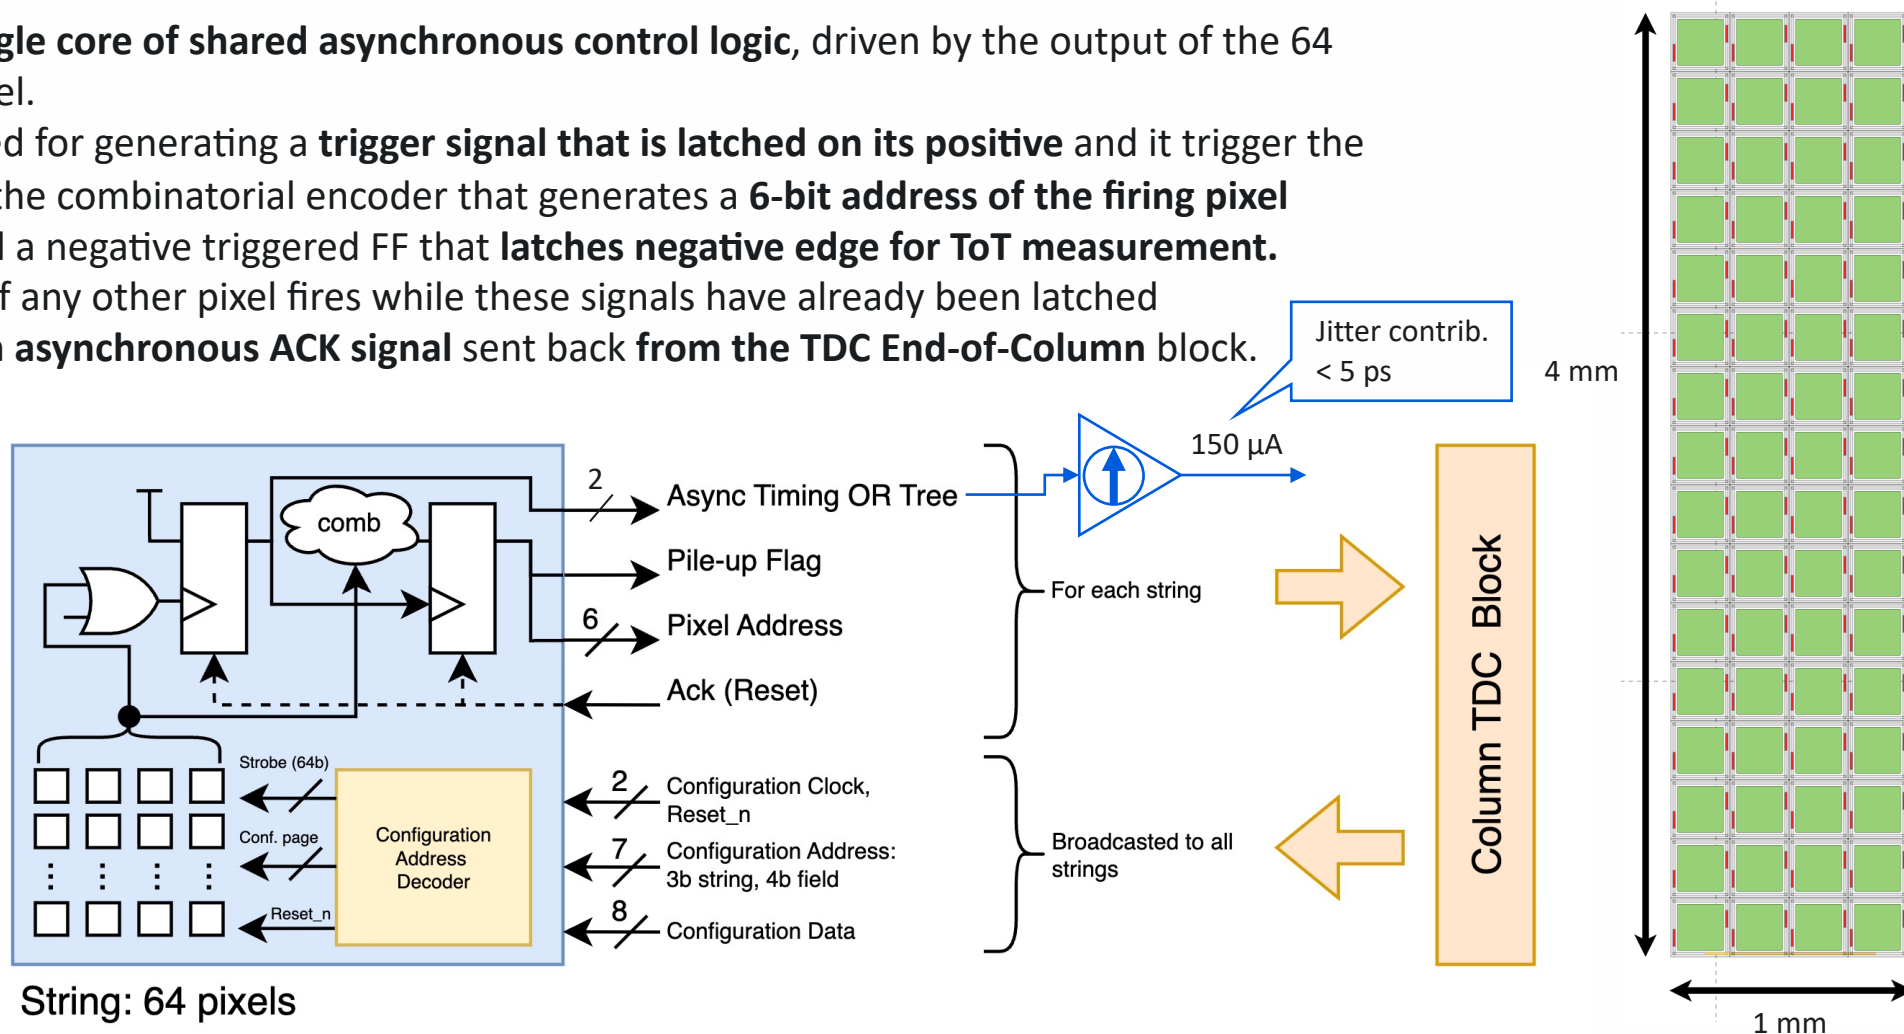 gle core of shared asynchronous control logic, driven by the output of the 64
el.
ed for generating a trigger signal that is latched on its positive and it trigger the
the combinatorial encoder that generates a 6-bit address of the firing pixel
a negative triggered FF that latches negative edge for ToT measurement.
f any other pixel fires while these signals have already been latched
asynchronous ACK signal sent back from the TDC End-of-Column block.
Jitter contrib.
< 5 ps
4 mm
150 µA
2
Async Timing OR Tree
comb
Pile-up Flag
For each string
6
Pixel Address
Ack (Reset)
Column TDC Block
Strobe (64b)
Conf. page
Reset_n
Configuration
Address
Decoder
2
Configuration Clock,
Reset_n
7
Configuration Address:
3b string, 4b field
8
Configuration Data
Broadcasted to all
strings
String: 64 pixels
1 mm